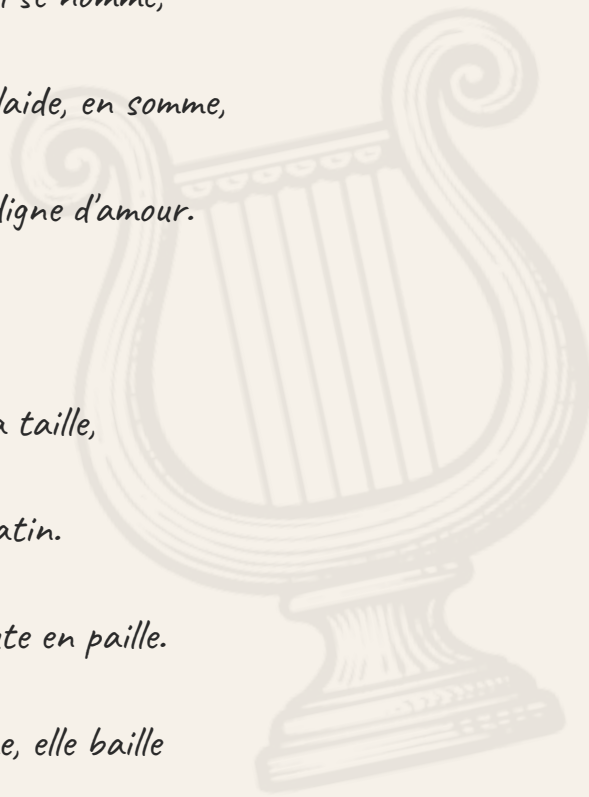 se nomme,
laide, en somme,
digne d'amour.
taille,
atin.
te en paille.
e, elle baille